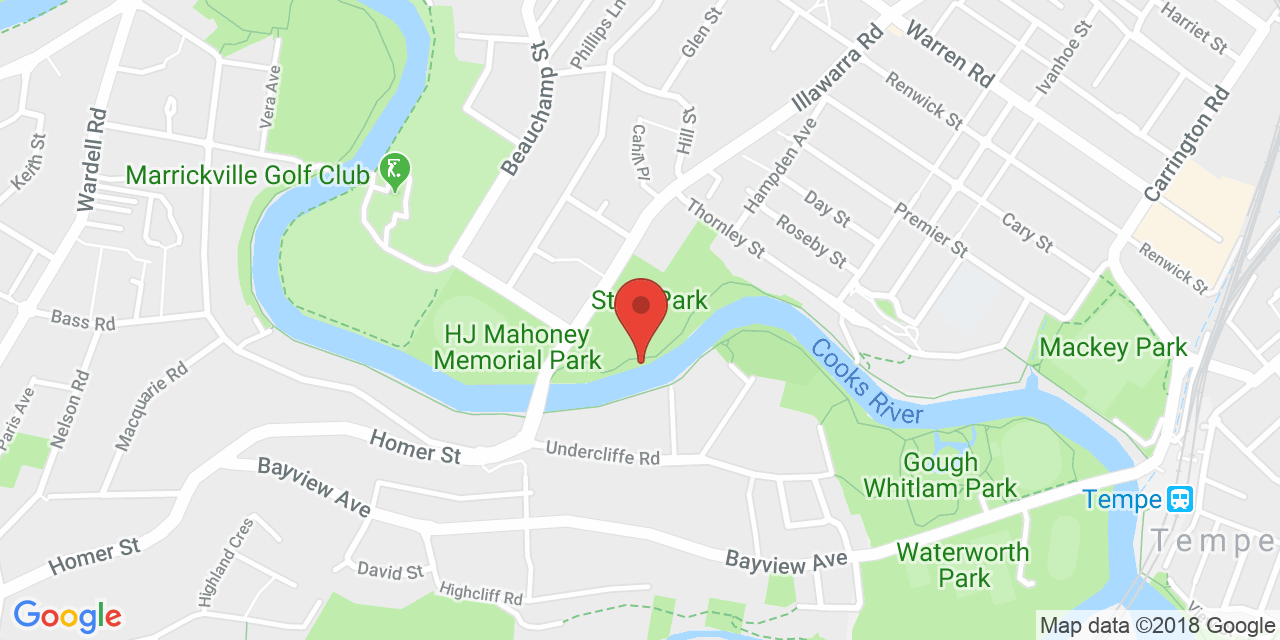 Phillips Ln
Glen St
Illawarra Rd
Warren Rd
Ivanhoe St
Harriet St
Renwick St
Carrington Rd
Vera Ave
Wardell Rd
Keith St
Beauchamp St
Cahill Pl
Hill St
Hampden Ave
Marrickville Golf Club
Thornley St
Day St
Roseby St
Premier St
Cary St
Renwick St
Park
HJ Mahoney
Memorial Park
Bass Rd
Mackey Park
Cooks River
Nelson Rd
Macquarie Rd
Paris Ave
Homer St
Undercliffe Rd
Bayview Ave
Gough
Whitlam Park
Tempe
Tempe
Homer St
Highland Cres
David St
Highcliff Rd
Bayview Ave
Waterworth
Park
Google
Map data ©2018 Google